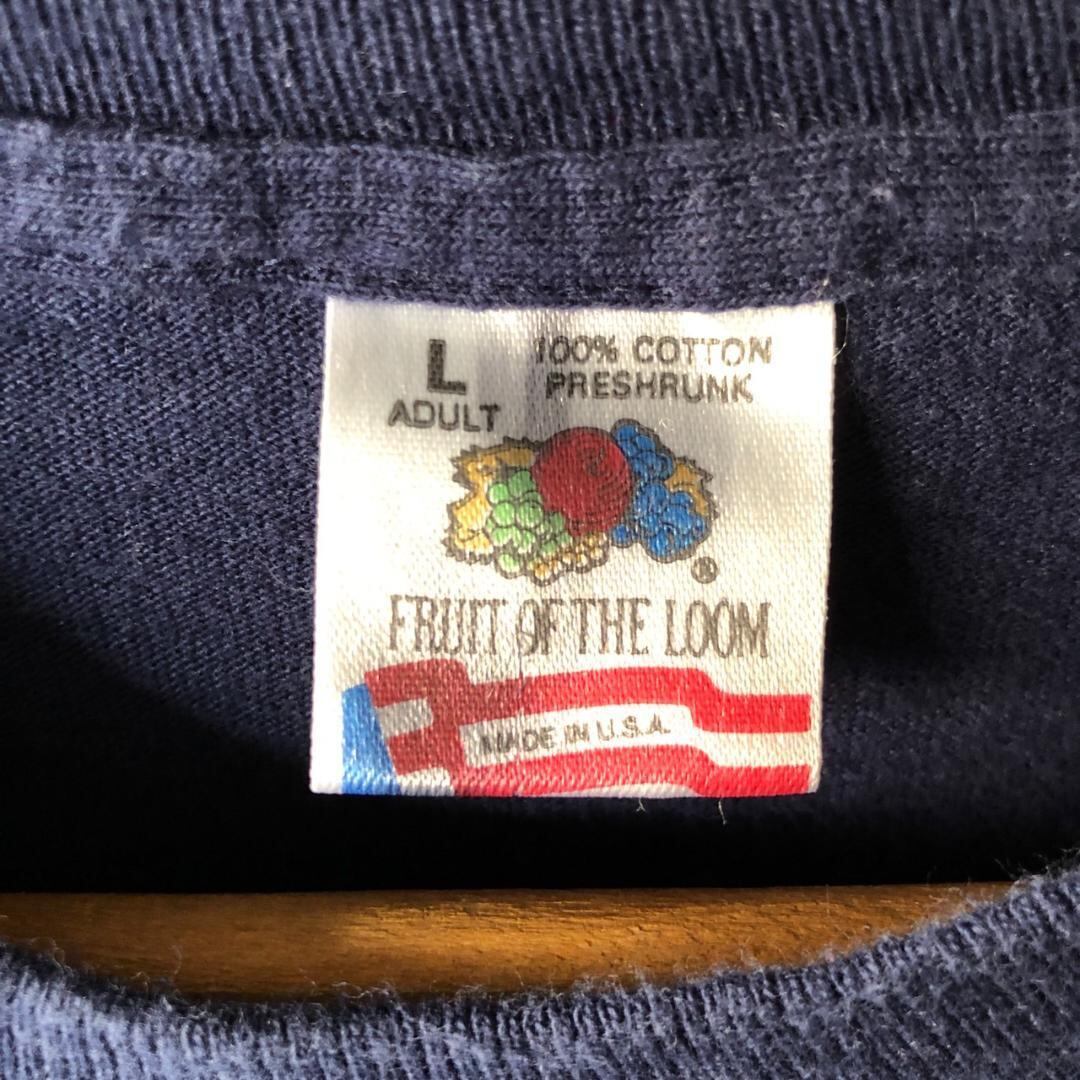 L
ADULT
100% COTTON
PRESHRUNK
®
FRUIT OF THE LOOM
MADE IN U.S.A.